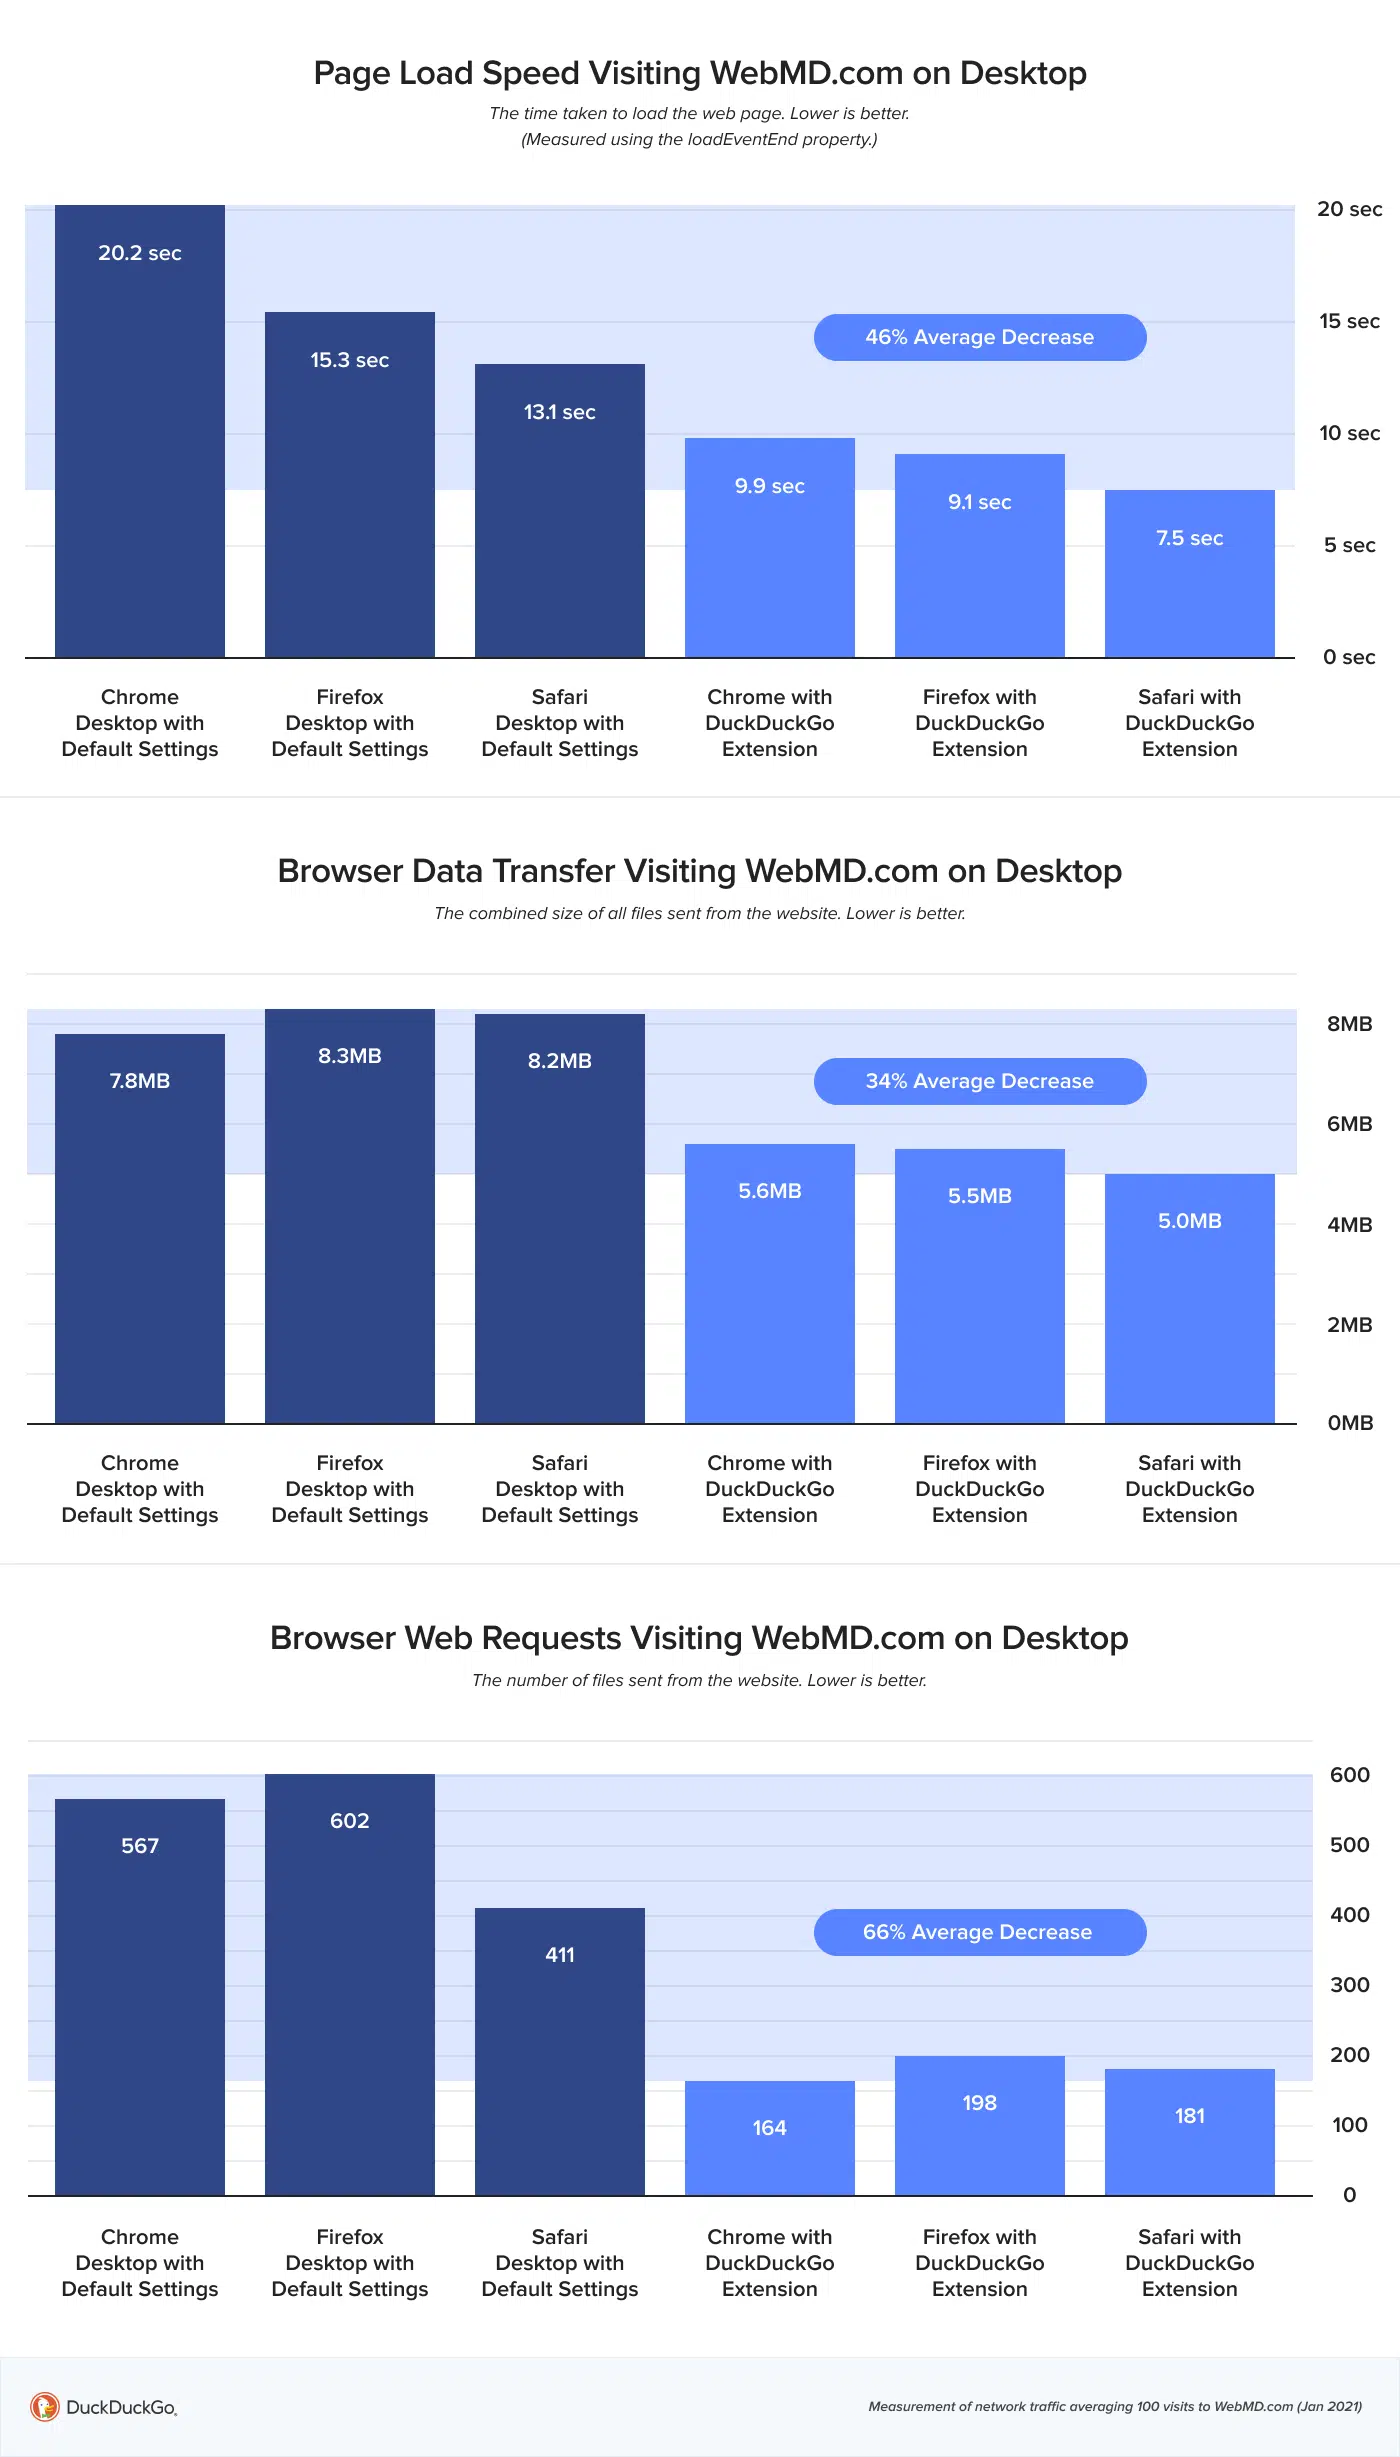 Page Load Speed Visiting WebMD.com on Desktop
The time taken to load the web page. Lower is better.
(Measured using the loadEventEnd property.)
20 sec
15 sec
10 sec
5 sec
0 sec
20.2 sec
15.3 sec
13.1 sec
9.9 sec
9.1 sec
7.5 sec
46% Average Decrease
Chrome
Desktop with
Default Settings
Firefox
Desktop with
Default Settings
Safari
Desktop with
Default Settings
Chrome with
DuckDuckGo
Extension
Firefox with
DuckDuckGo
Extension
Safari with
DuckDuckGo
Extension
Browser Data Transfer Visiting WebMD.com on Desktop
The combined size of all files sent from the website. Lower is better.
8MB
6MB
4MB
2MB
0MB
7.8MB
8.3MB
8.2MB
5.6MB
5.5MB
5.0MB
34% Average Decrease
Chrome
Desktop with
Default Settings
Firefox
Desktop with
Default Settings
Safari
Desktop with
Default Settings
Chrome with
DuckDuckGo
Extension
Firefox with
DuckDuckGo
Extension
Safari with
DuckDuckGo
Extension
Browser Web Requests Visiting WebMD.com on Desktop
The number of files sent from the website. Lower is better.
600
500
400
300
200
100
0
567
602
411
164
198
181
66% Average Decrease
Chrome
Desktop with
Default Settings
Firefox
Desktop with
Default Settings
Safari
Desktop with
Default Settings
Chrome with
DuckDuckGo
Extension
Firefox with
DuckDuckGo
Extension
Safari with
DuckDuckGo
Extension
DuckDuckGo.
Measurement of network traffic averaging 100 visits to WebMD.com (Jan 2021)